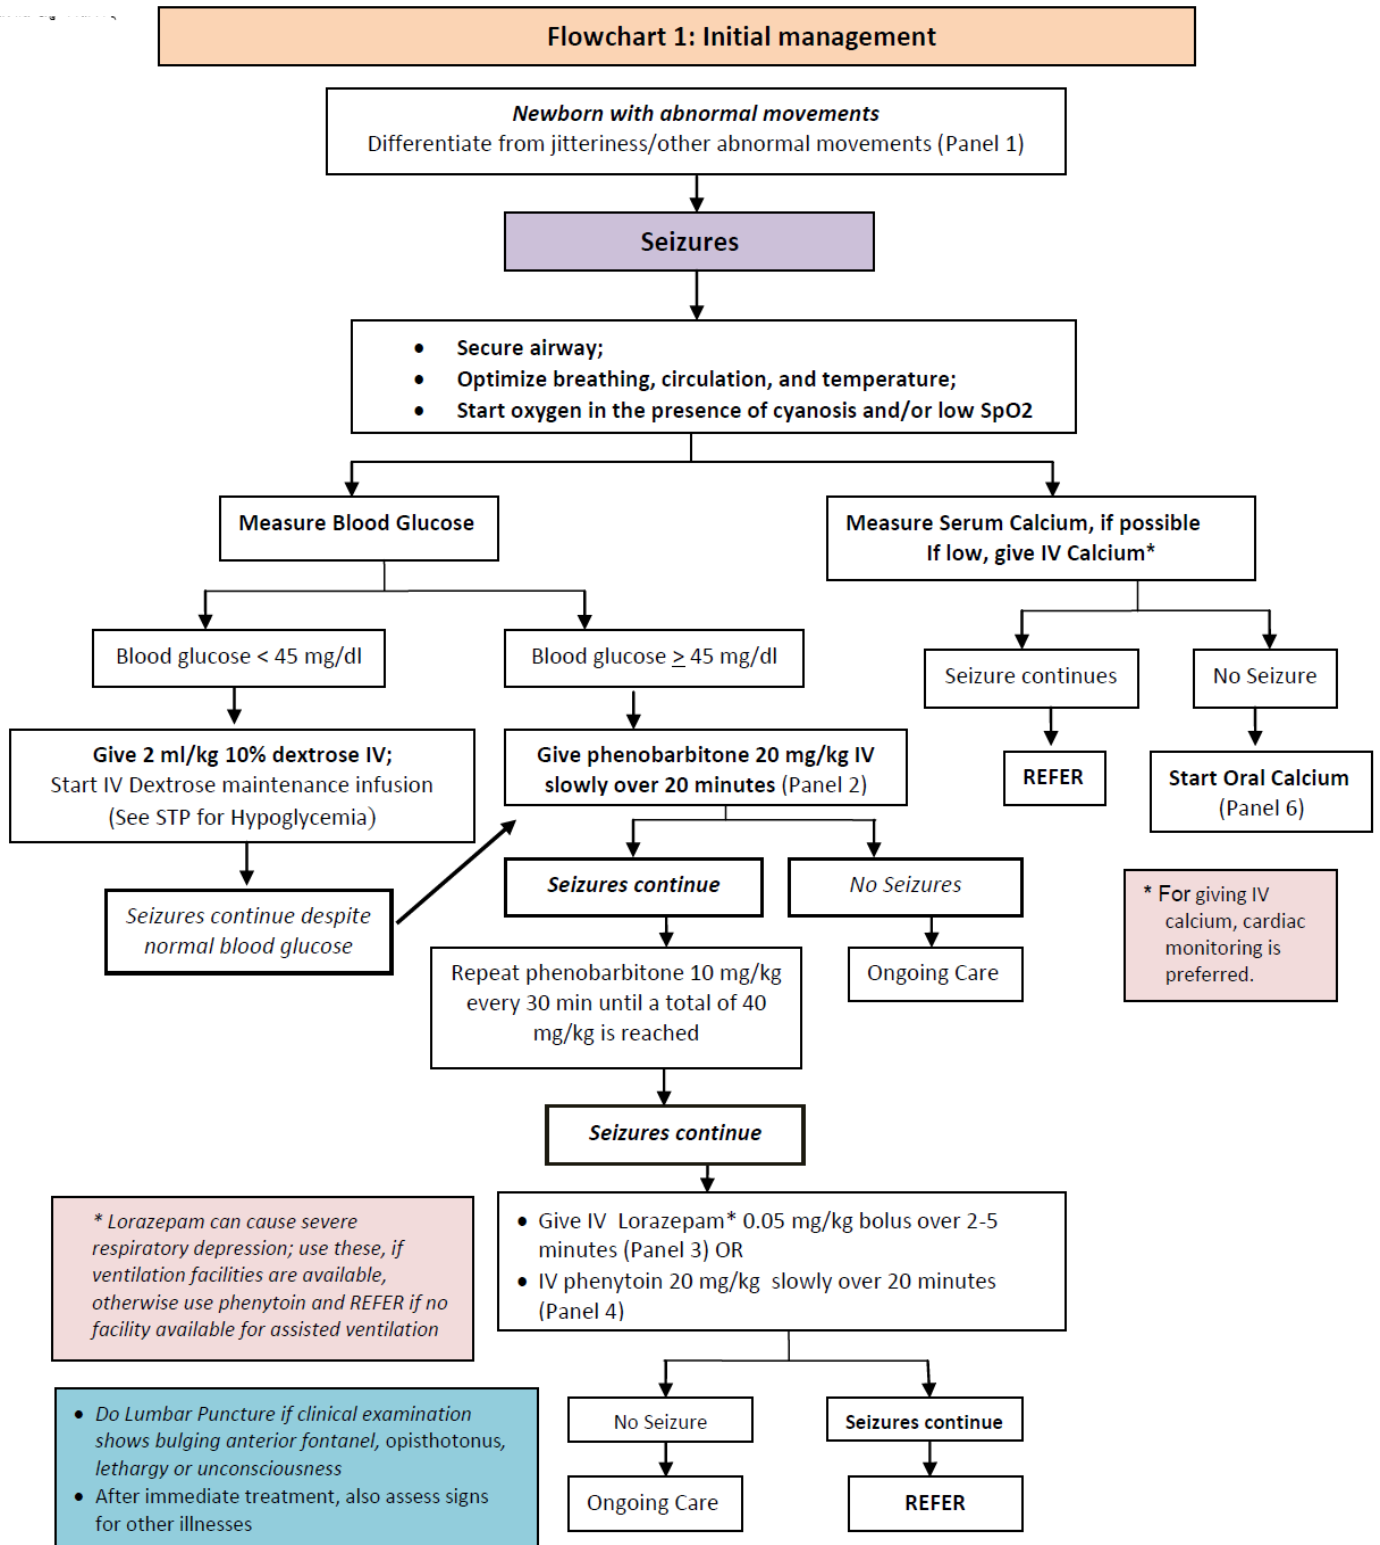 Flowchart 1: Initial management
Newborn with abnormal movements
Differentiate from jitteriness/other abnormal movements (Panel 1)
Seizures
• Secure airway;
• Optimize breathing, circulation, and temperature;
• Start oxygen in the presence of cyanosis and/or low SpO2
Measure Blood Glucose
Measure Serum Calcium, if possible
If low, give IV Calcium*
Blood glucose < 45 mg/dl
Blood glucose ≥ 45 mg/dl
Seizure continues
No Seizure
Give 2 ml/kg 10% dextrose IV;
Start IV Dextrose maintenance infusion
(See STP for Hypoglycemia)
Give phenobarbitone 20 mg/kg IV
slowly over 20 minutes (Panel 2)
REFER
Start Oral Calcium
(Panel 6)
Seizures continue despite
normal blood glucose
Seizures continue
No Seizures
* For giving IV
calcium, cardiac
monitoring is
preferred.
Repeat phenobarbitone 10 mg/kg
every 30 min until a total of 40
mg/kg is reached
Ongoing Care
Seizures continue
* Lorazepam can cause severe
respiratory depression; use these, if
ventilation facilities are available,
otherwise use phenytoin and REFER if no
facility available for assisted ventilation
• Give IV Lorazepam* 0.05 mg/kg bolus over 2-5
minutes (Panel 3) OR
• IV phenytoin 20 mg/kg slowly over 20 minutes
(Panel 4)
No Seizure
Seizures continue
Ongoing Care
REFER
• Do Lumbar Puncture if clinical examination
shows bulging anterior fontanel, opisthotonus,
lethargy or unconsciousness
• After immediate treatment, also assess signs
for other illnesses